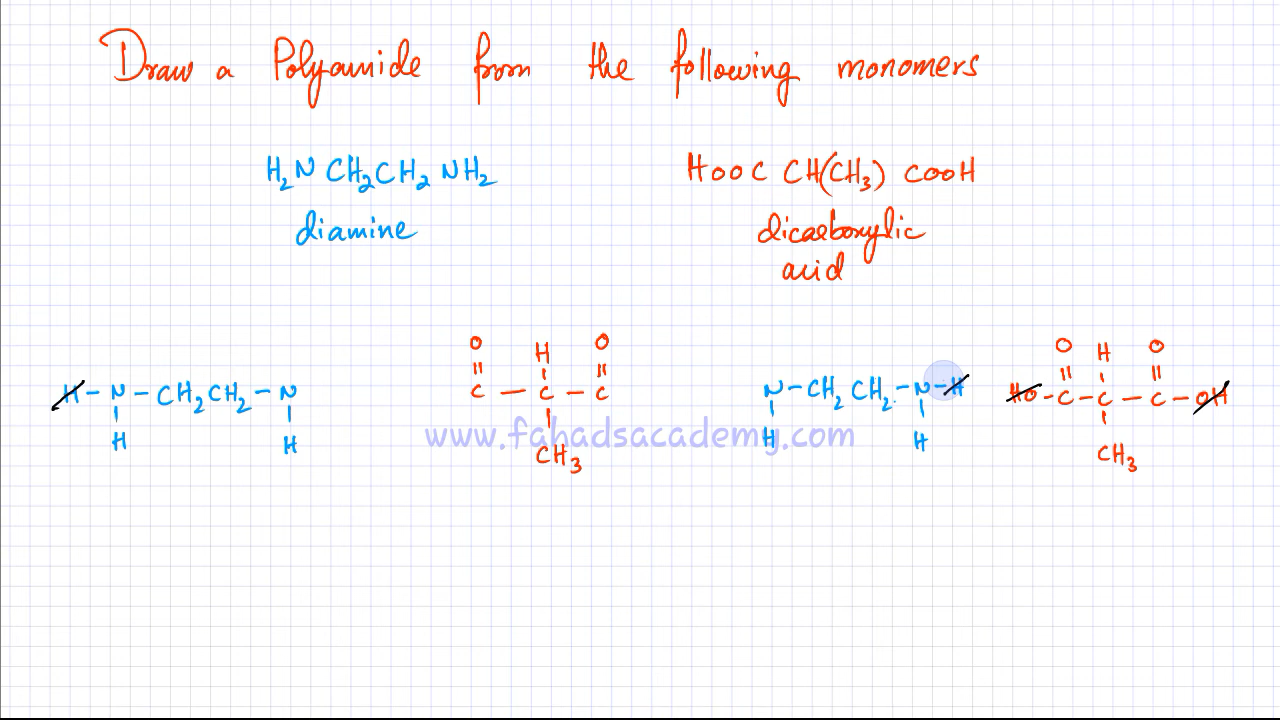 Draw a Polyamide from the following monomers
H₂N CH₂CH₂ NH₂ HOOC CH(CH₃) COOH
diamine dicarboxylic
acid
O H O O H O
|| | || || | ||
H – N – CH₂CH₂ – N C – C – C N – CH₂ CH₂ – N – H HO – C – C – C – OH
| | | | | |
H H CH₃ H H CH₃
www.fahadsacademy.com